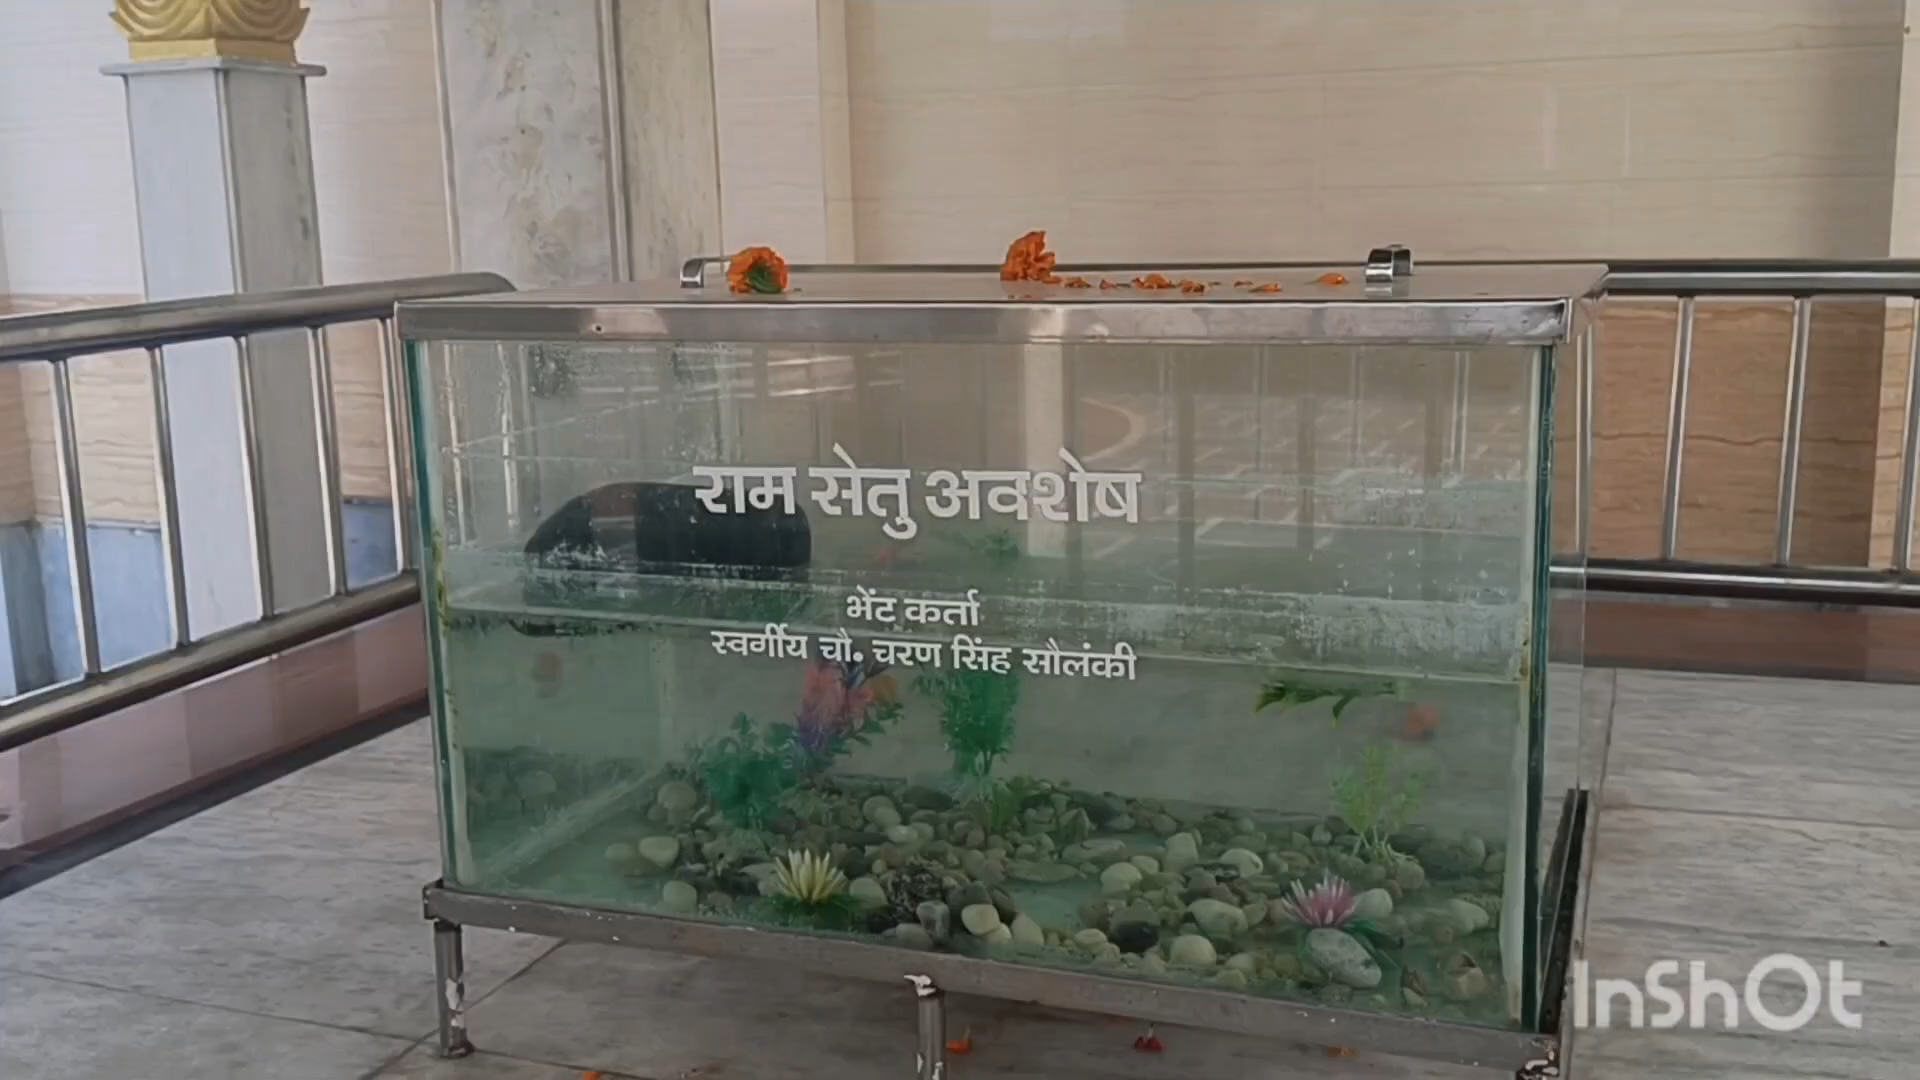 राम सेतु अवशेष
भेंट कर्ता
स्वर्गीय चौ. चरण सिंह सौलंकी
InShOt